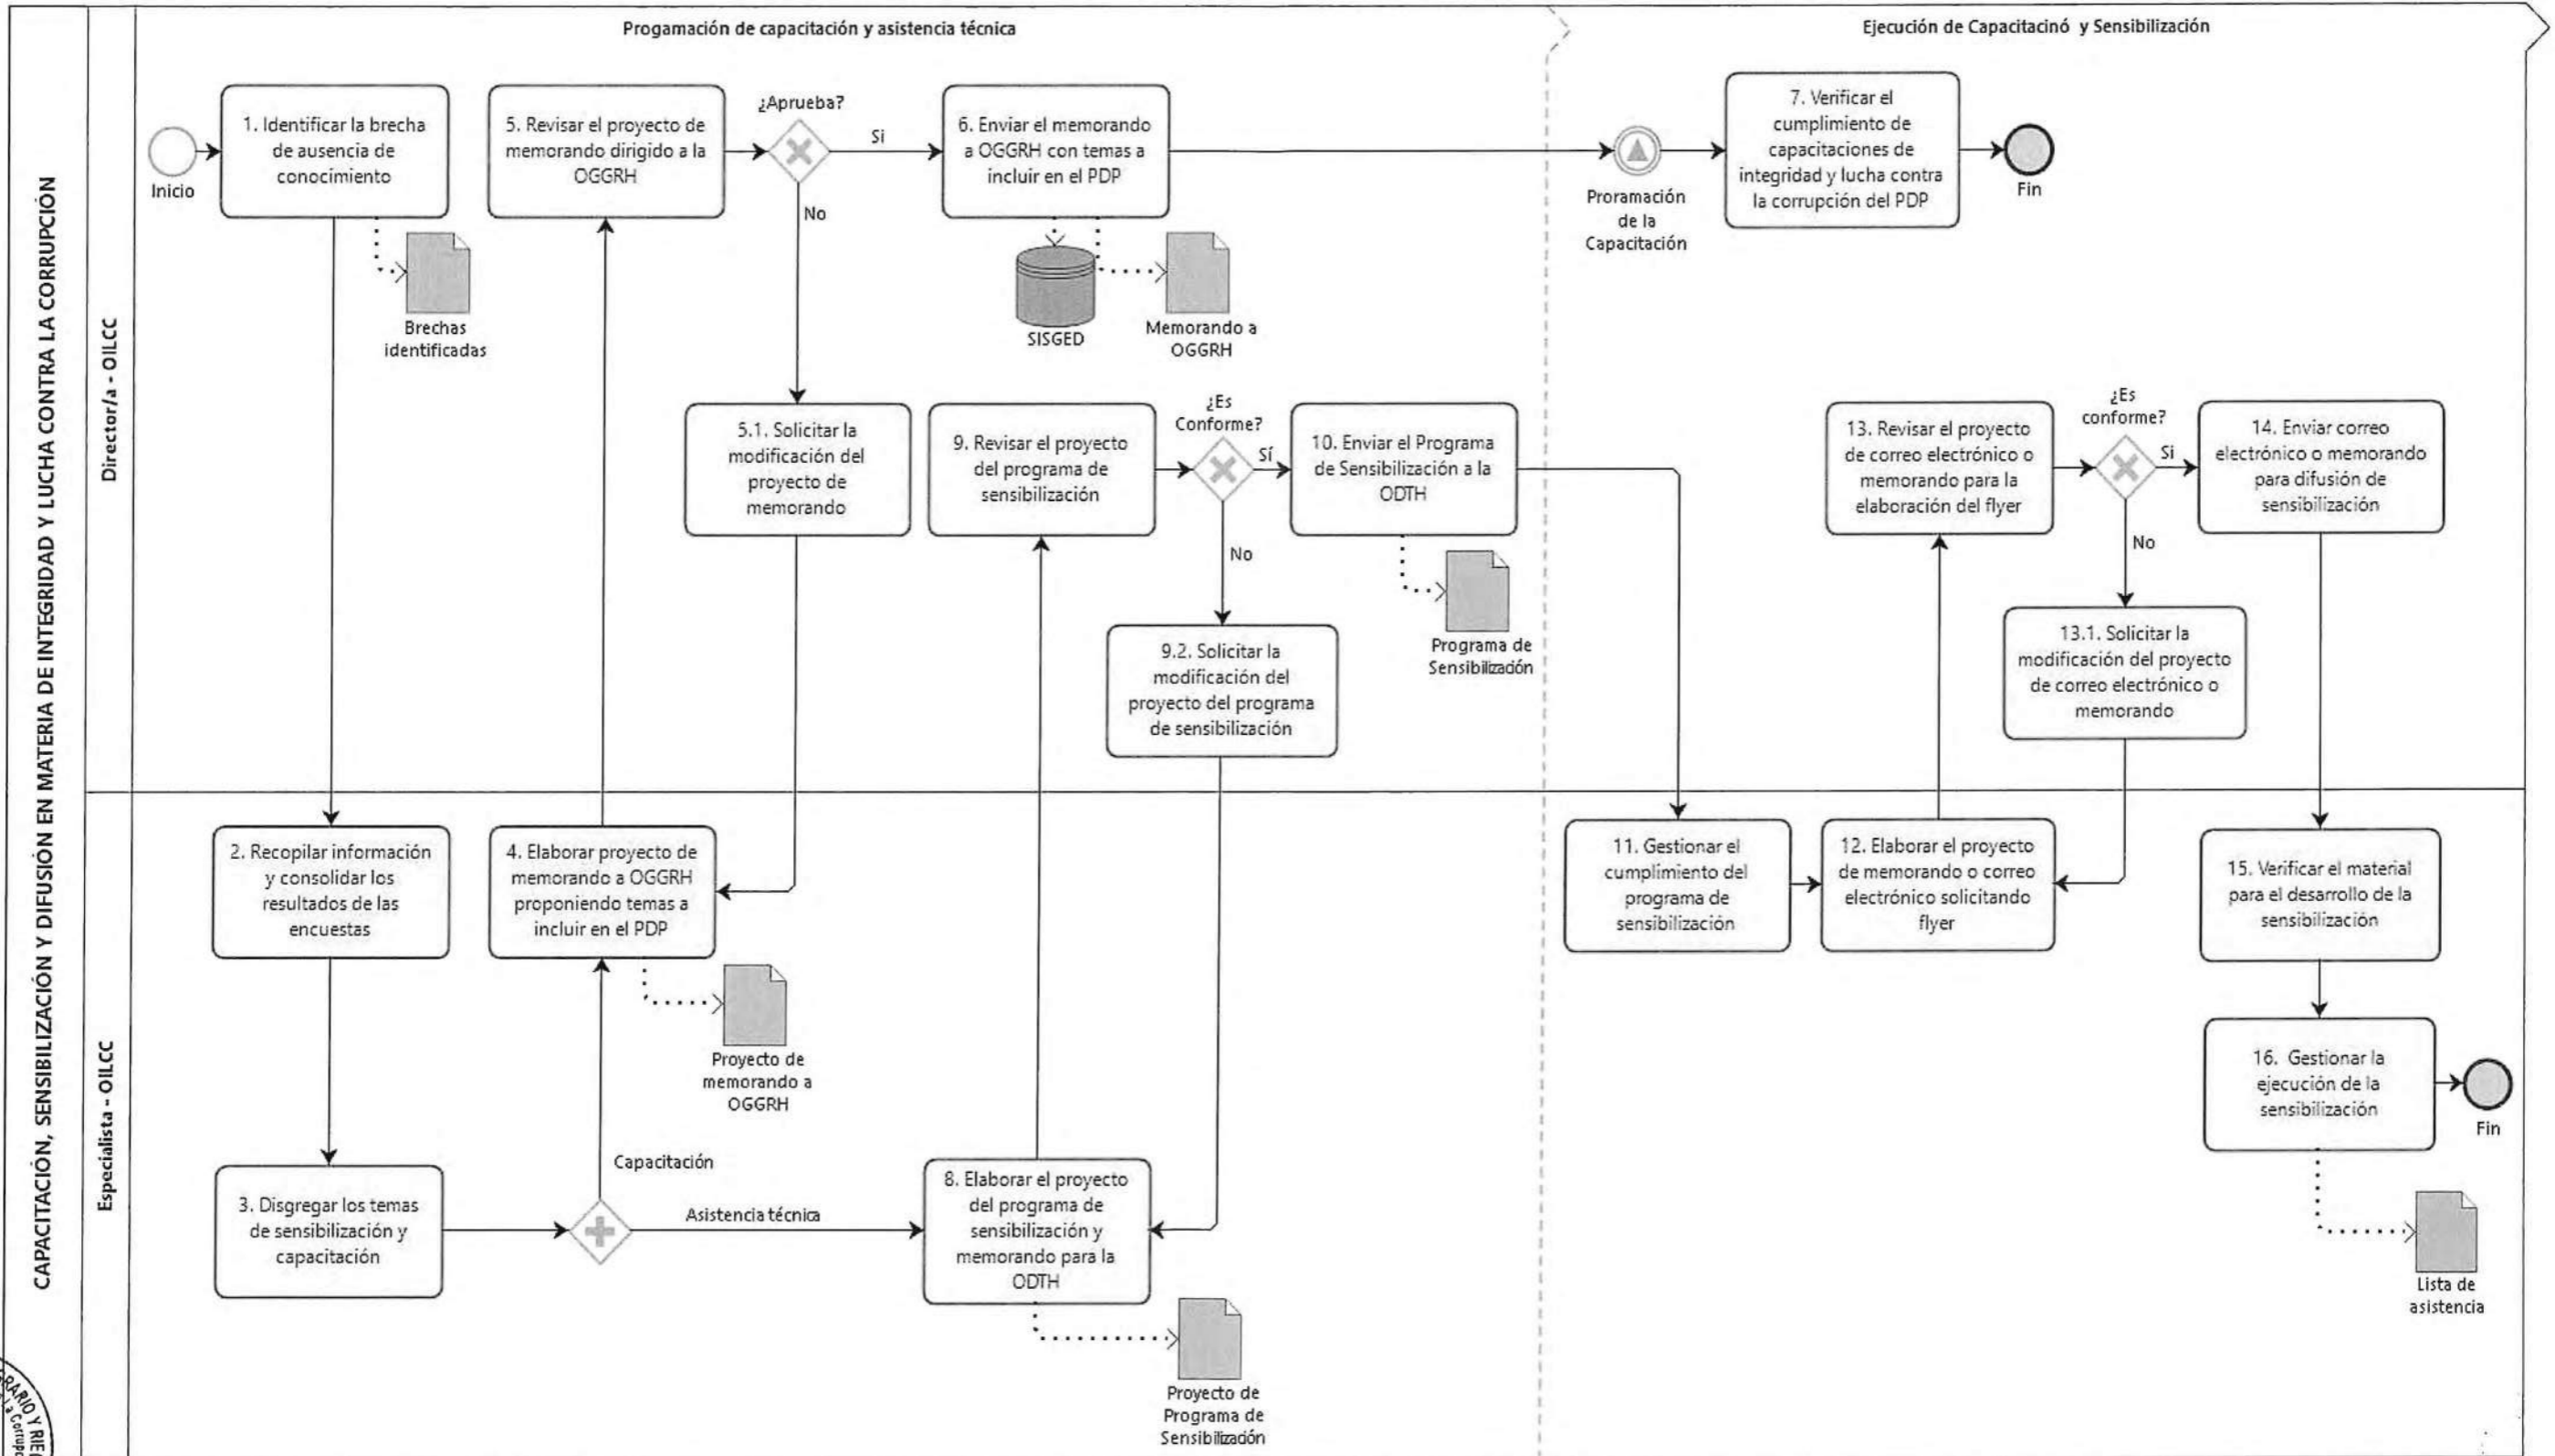 CAPACITACIÓN, SENSIBILIZACIÓN Y DIFUSIÓN EN MATERIA DE INTEGRIDAD Y LUCHA CONTRA LA CORRUPCIÓN
Director/a - OILCC
Especialista - OILCC
Progamación de capacitación y asistencia técnica
Ejecución de Capacitacinó y Sensibilización
Inicio
1. Identificar la brecha
de ausencia de
conocimiento
Brechas
identificadas
5. Revisar el proyecto de
memorando dirigido a la
OGGRH
¿Aprueba?
Si
No
6. Enviar el memorando
a OGGRH con temas a
incluir en el PDP
SISGED
Memorando a
OGGRH
Proramación
de la
Capacitación
7. Verificar el
cumplimiento de
capacitaciones de
integridad y lucha contra
la corrupción del PDP
Fin
5.1. Solicitar la
modificación del
proyecto de
memorando
9. Revisar el proyecto
del programa de
sensibilización
¿Es
Conforme?
Sí
No
10. Enviar el Programa
de Sensibilización a la
ODTH
Programa de
Sensibilización
9.2. Solicitar la
modificación del
proyecto del programa
de sensibilización
13. Revisar el proyecto
de correo electrónico o
memorando para la
elaboración del flyer
¿Es
conforme?
Si
No
14. Enviar correo
electrónico o memorando
para difusión de
sensibilización
13.1. Solicitar la
modificación del proyecto
de correo electrónico o
memorando
2. Recopilar información
y consolidar los
resultados de las
encuestas
4. Elaborar proyecto de
memorando a OGGRH
proponiendo temas a
incluir en el PDP
Proyecto de
memorando a
OGGRH
3. Disgregar los temas
de sensibilización y
capacitación
Capacitación
Asistencia técnica
8. Elaborar el proyecto
del programa de
sensibilización y
memorando para la
ODTH
Proyecto de
Programa de
Sensibilización
11. Gestionar el
cumplimiento del
programa de
sensibilización
12. Elaborar el proyecto
de memorando o correo
electrónico solicitando
flyer
15. Verificar el material
para el desarrollo de la
sensibilización
16. Gestionar la
ejecución de la
sensibilización
Fin
Lista de
asistencia